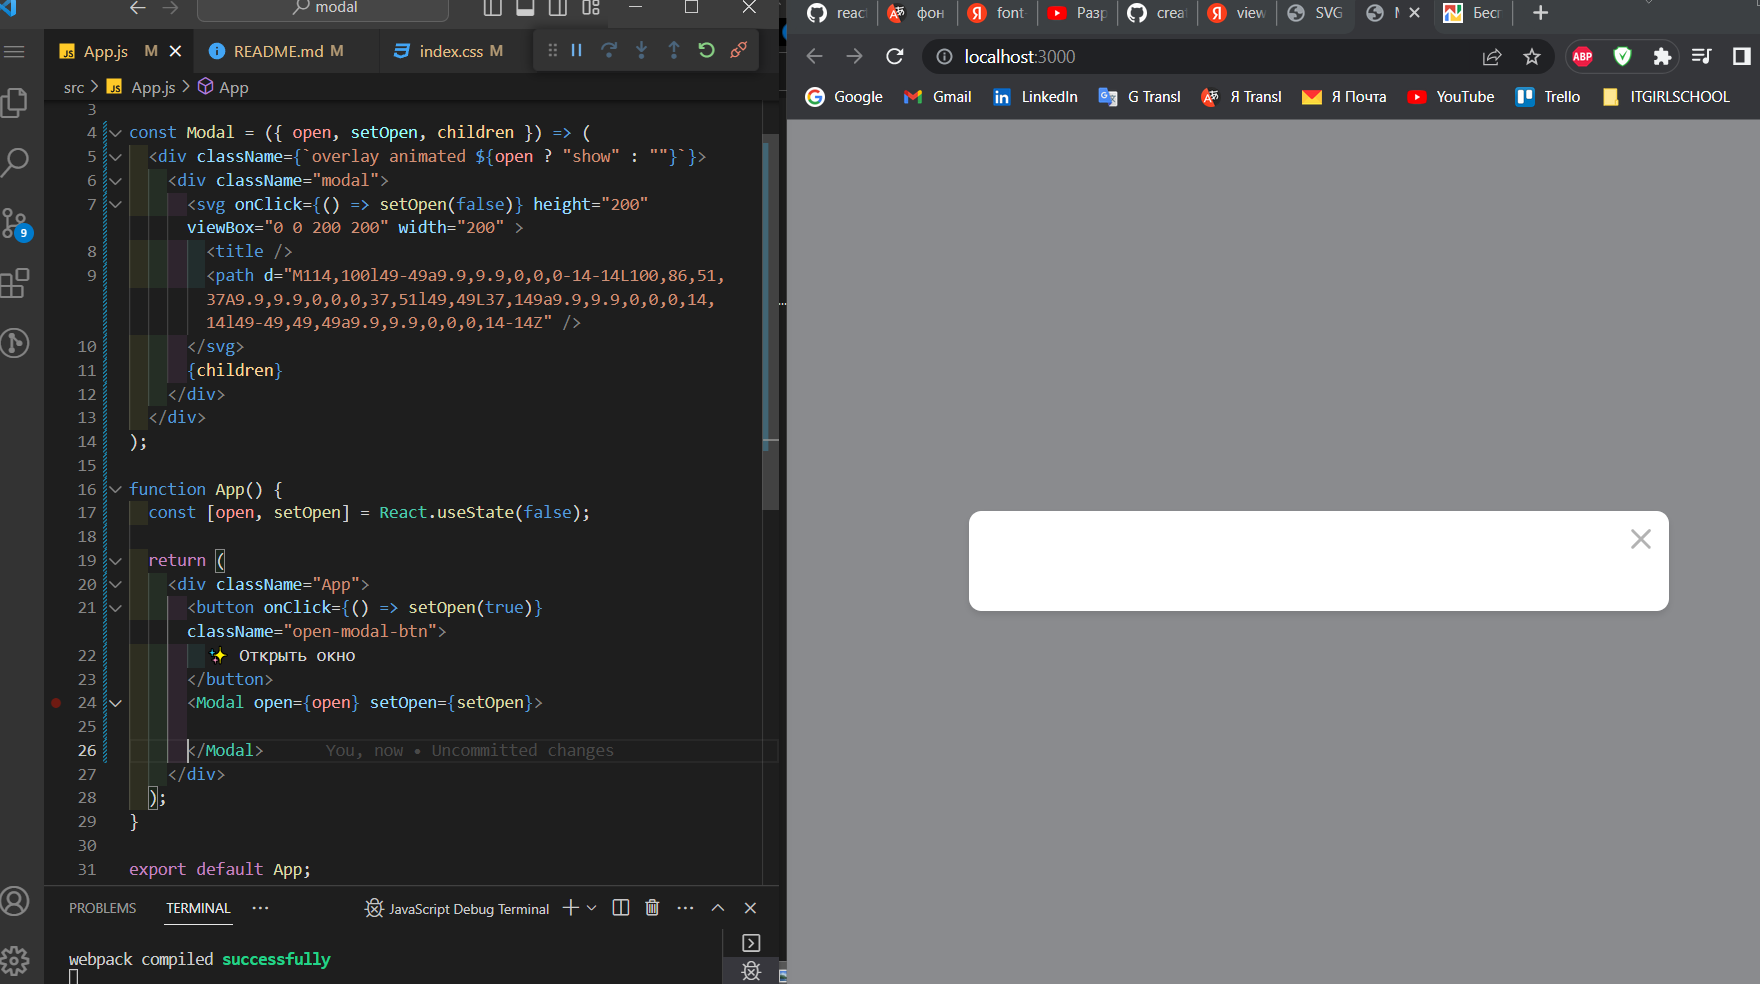 modal
App.js M
README.md M
index.css M
src > App.js > App
3
4 const Modal = ({ open, setOpen, children }) => (
5 <div className={`overlay animated ${open ? "show" : ""}`}>
6 <div className="modal">
7 <svg onClick={() => setOpen(false)} height="200"
viewBox="0 0 200 200" width="200" >
8 <title />
9 <path d="M114,100l49-49a9.9,9.9,0,0,0-14-14L100,86,51,
37A9.9,9.9,0,0,0,37,51l49,49L37,149a9.9,9.9,0,0,0,14,
14l49-49,49,49a9.9,9.9,0,0,0,14-14Z" />
10 </svg>
11 {children}
12 </div>
13 </div>
14 );
15
16 function App() {
17 const [open, setOpen] = React.useState(false);
18
19 return (
20 <div className="App">
21 <button onClick={() => setOpen(true)}
className="open-modal-btn">
22 ✨ Открыть окно
23 </button>
24 <Modal open={open} setOpen={setOpen}>
25
26 </Modal> You, now • Uncommitted changes
27 </div>
28 );
29 }
30
31 export default App;
9
PROBLEMS TERMINAL ···
JavaScript Debug Terminal
webpack compiled successfully
reac
фон
font-
Разр
crea
view
SVG
Бесп
localhost:3000
ABP
Google Gmail LinkedIn G Transl Я Transl Я Почта YouTube Trello ITGIRLSCHOOL